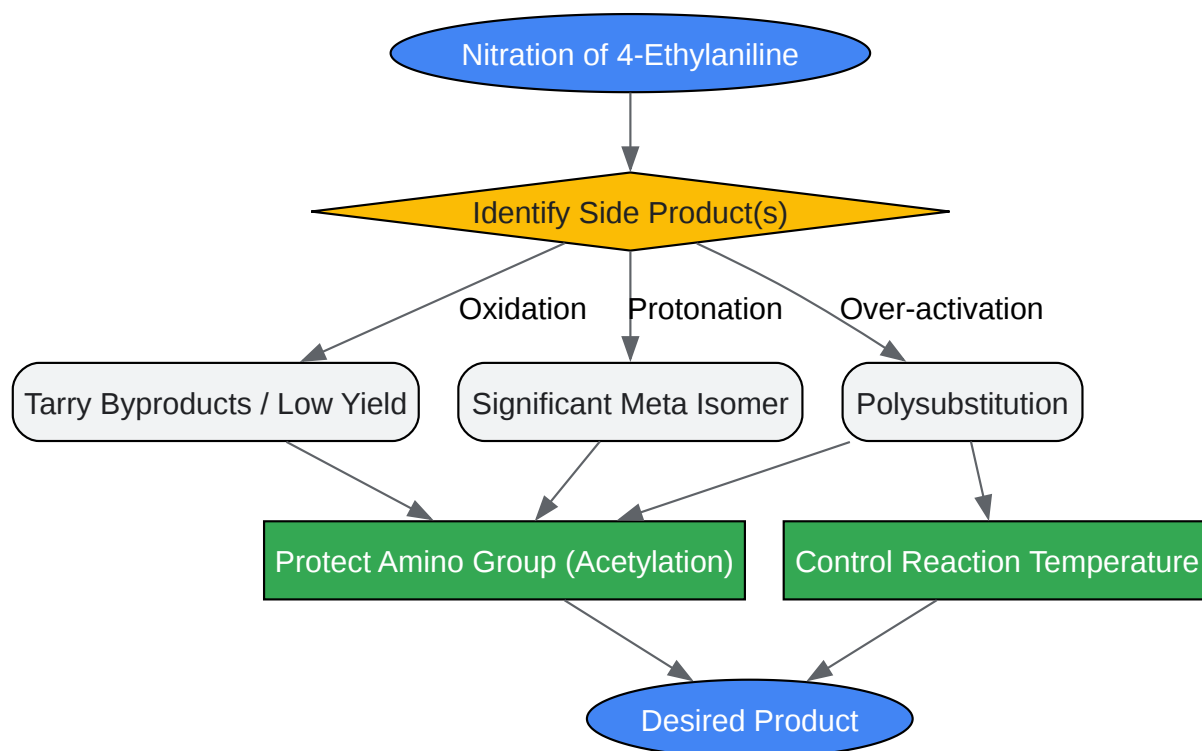 Nitration of 4-Ethylaniline
Identify Side Product(s)
Oxidation
Protonation
Over-activation
Tarry Byproducts / Low Yield
Significant Meta Isomer
Polysubstitution
Protect Amino Group (Acetylation)
Control Reaction Temperature
Desired Product